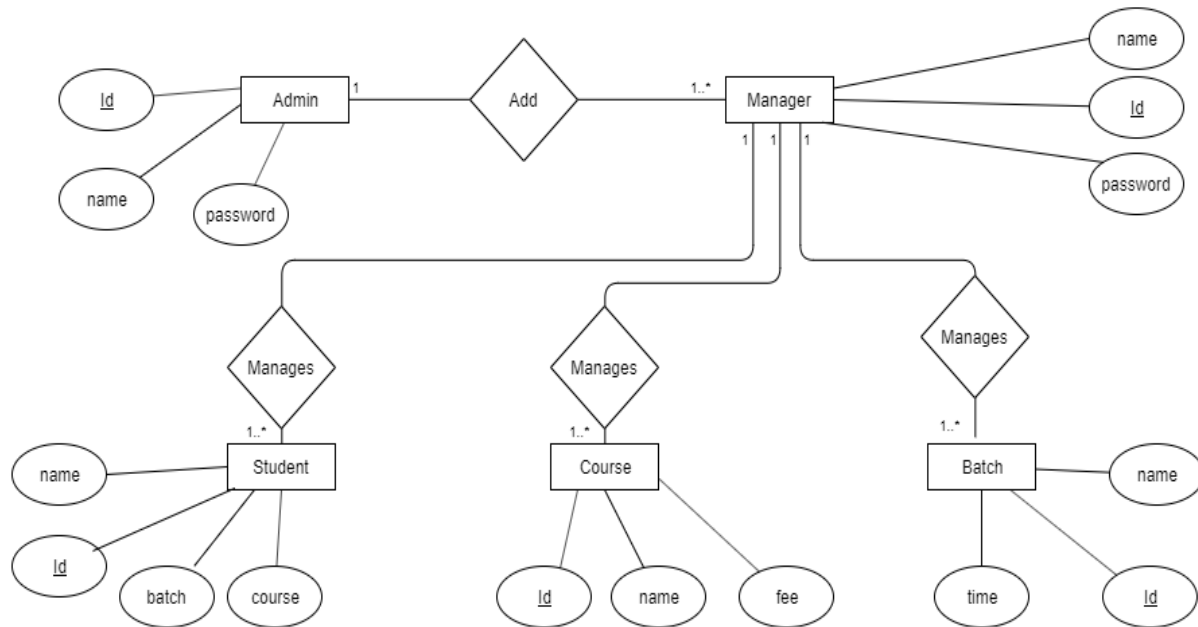 name
Id
Admin
1
Add
1..*
Manager
Id
name
password
password
1
1
1
Manages
Manages
Manages
1..*
1..*
1..*
name
Student
Course
Batch
name
Id
batch
course
Id
name
fee
time
Id